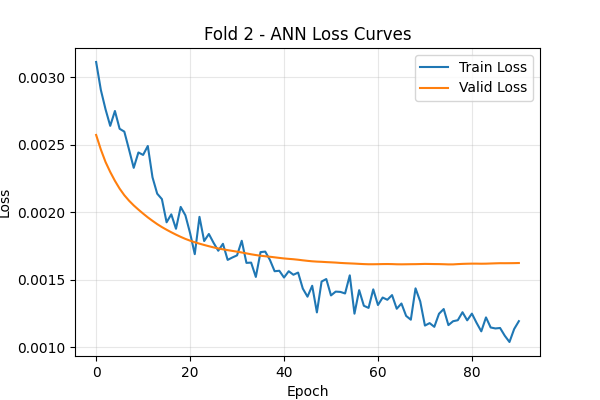 Fold 2 - ANN Loss Curves
Train Loss
Valid Loss
0.0030
0.0025
0.0020
0.0015
0.0010
Loss
0 20 40 60 80
Epoch